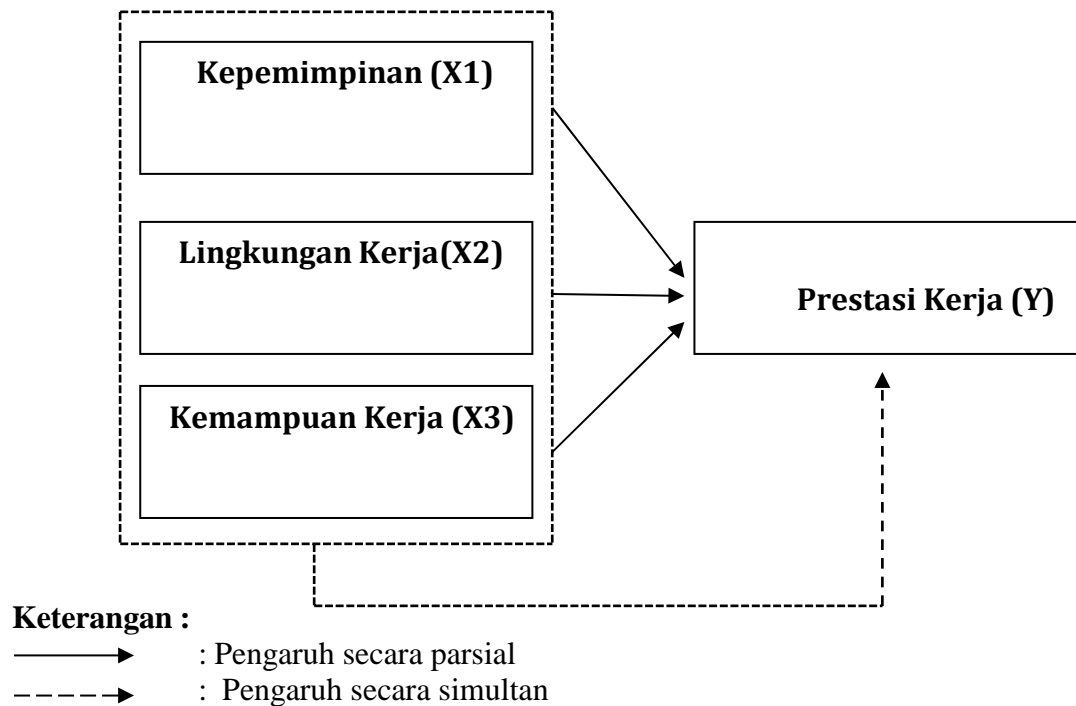 Kepemimpinan (X1)
Lingkungan Kerja(X2)
Prestasi Kerja (Y)
Kemampuan Kerja (X3)
Keterangan :
: Pengaruh secara parsial
: Pengaruh secara simultan